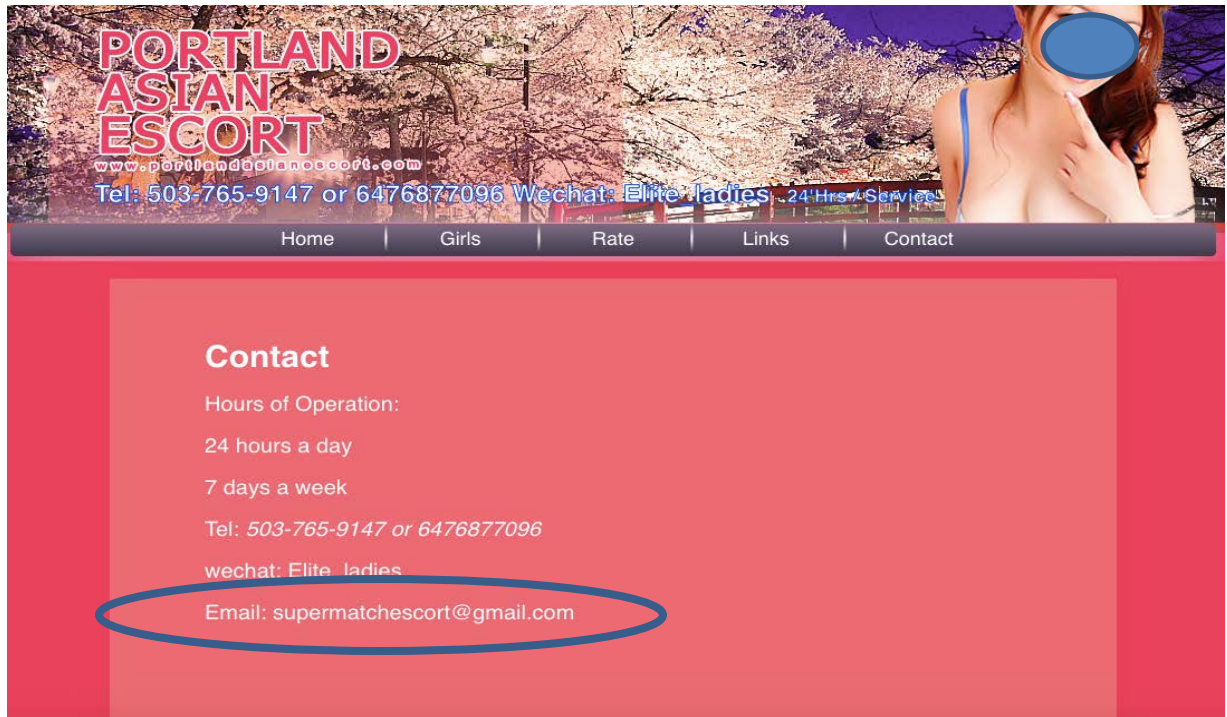 PORTLAND
ASIAN
ESCORT
www.portlandasianescort.com
Tel: 503-765-9147 or 6476877096 Wechat: Elite_ladies 24'Hrs / Service
Home Girls Rate Links Contact
Contact
Hours of Operation:
24 hours a day
7 days a week
Tel: 503-765-9147 or 6476877096
wechat: Elite_ladies
Email: supermatchescort@gmail.com